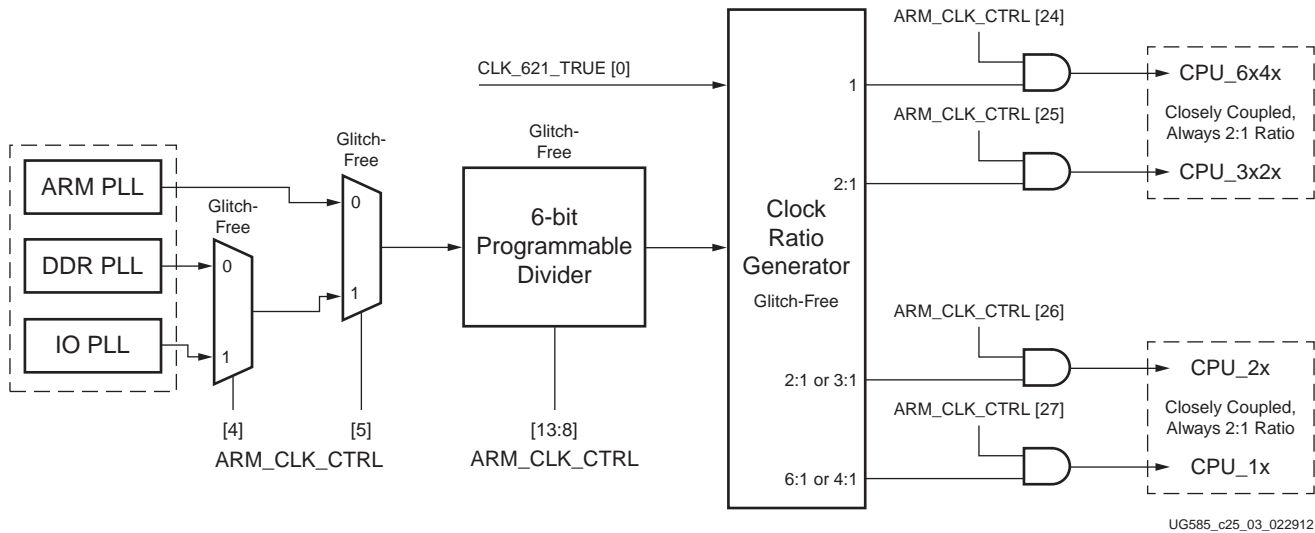 ARM_CLK_CTRL [24]
CLK_621_TRUE [0]
1
CPU_6x4x
Closely Coupled,
Always 2:1 Ratio
ARM_CLK_CTRL [25]
CPU_3x2x
2:1
Glitch-
Free
Glitch-
Free
ARM PLL
Glitch-
Free
0
6-bit
Programmable
Divider
Clock
Ratio
Generator
Glitch-Free
DDR PLL
0
1
IO PLL
1
ARM_CLK_CTRL [26]
2:1 or 3:1
CPU_2x
Closely Coupled,
Always 2:1 Ratio
ARM_CLK_CTRL [27]
6:1 or 4:1
CPU_1x
[4]
[5]
ARM_CLK_CTRL
[13:8]
ARM_CLK_CTRL
UG585_c25_03_022912